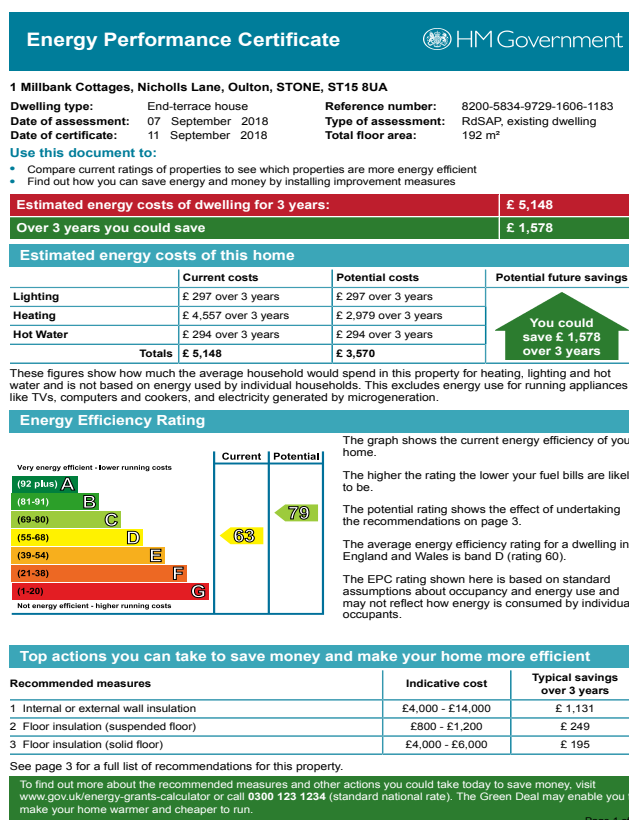 Energy Performance Certificate
HM Government
1 Millbank Cottages, Nicholls Lane, Oulton, STONE, ST15 8UA
Dwelling type: End-terrace house Reference number: 8200-5834-9729-1606-1183
Date of assessment: 07 September 2018 Type of assessment: RdSAP, existing dwelling
Date of certificate: 11 September 2018 Total floor area: 192 m²
Use this document to:
• Compare current ratings of properties to see which properties are more energy efficient
• Find out how you can save energy and money by installing improvement measures
Estimated energy costs of dwelling for 3 years: £ 5,148
Over 3 years you could save £ 1,578
Estimated energy costs of this home
Current costs Potential costs Potential future savings
Lighting £ 297 over 3 years £ 297 over 3 years
Heating £ 4,557 over 3 years £ 2,979 over 3 years
Hot Water £ 294 over 3 years £ 294 over 3 years
Totals £ 5,148 £ 3,570
You could
save £ 1,578
over 3 years
These figures show how much the average household would spend in this property for heating, lighting and hot
water and is not based on energy used by individual households. This excludes energy use for running appliances
like TVs, computers and cookers, and electricity generated by microgeneration.
Energy Efficiency Rating
Current Potential
Very energy efficient - lower running costs
(92 plus) A
(81-91) B
(69-80) C
(55-68) D
(39-54) E
(21-38) F
(1-20) G
Not energy efficient - higher running costs
63
79
The graph shows the current energy efficiency of you
home.
The higher the rating the lower your fuel bills are likel
to be.
The potential rating shows the effect of undertaking
the recommendations on page 3.
The average energy efficiency rating for a dwelling in
England and Wales is band D (rating 60).
The EPC rating shown here is based on standard
assumptions about occupancy and energy use and
may not reflect how energy is consumed by individua
occupants.
Top actions you can take to save money and make your home more efficient
Recommended measures Indicative cost Typical savings
over 3 years
1 Internal or external wall insulation £4,000 - £14,000 £ 1,131
2 Floor insulation (suspended floor) £800 - £1,200 £ 249
3 Floor insulation (solid floor) £4,000 - £6,000 £ 195
See page 3 for a full list of recommendations for this property.
To find out more about the recommended measures and other actions you could take today to save money, visit
www.gov.uk/energy-grants-calculator or call 0300 123 1234 (standard national rate). The Green Deal may enable you
make your home warmer and cheaper to run.